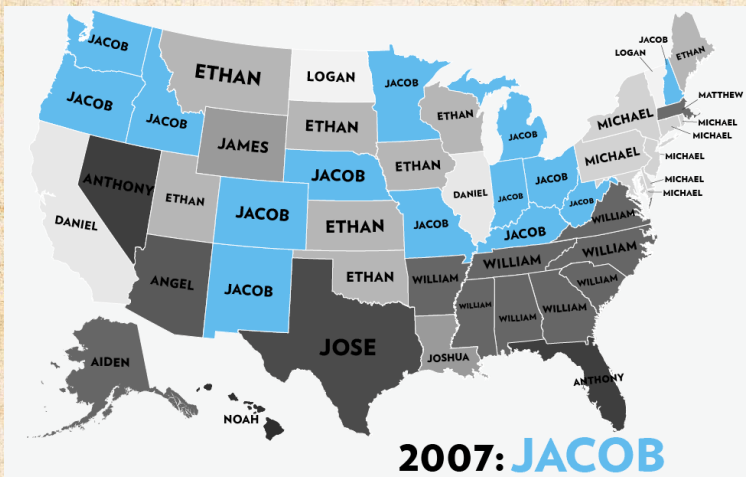 JACOB
LOGAN
ETHAN
JACOB
ETHAN
LOGAN
JACOB
MATTHEW
JACOB
ETHAN
MICHAEL
MICHAEL
JACOB
JAMES
ETHAN
JACOB
MICHAEL
MICHAEL
MICHAEL
ETHAN
JACOB
ANTHONY
ETHAN
DANIEL
JACOB
JACOB
MICHAEL
MICHAEL
JACOB
DANIEL
JACOB
ETHAN
JACOB
JACOB
WILLIAM
ANGEL
JACOB
ETHAN
WILLIAM
WILLIAM
WILLIAM
WILLIAM
WILLIAM
WILLIAM
WILLIAM
JOSE
JOSHUA
AIDEN
ANTHONY
NOAH
2007: JACOB